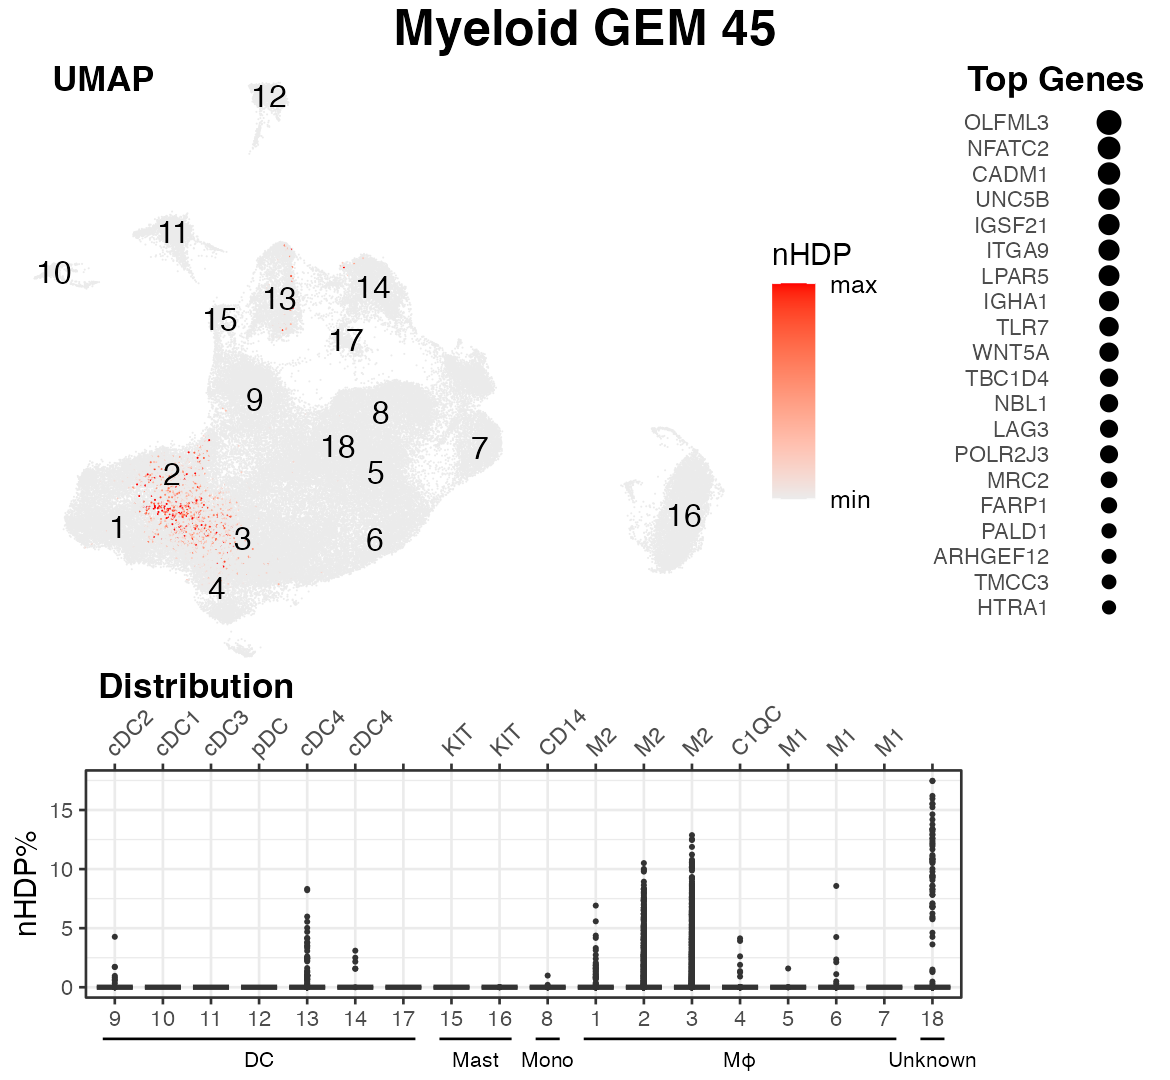 Myeloid GEM 45
UMAP
12
11
10
13
14
15
17
9
8
18
7
2
5
16
1
3
6
4
nHDP
max
min
Top Genes
OLFML3
NFATC2
CADM1
UNC5B
IGSF21
ITGA9
LPAR5
IGHA1
TLR7
WNT5A
TBC1D4
NBL1
LAG3
POLR2J3
MRC2
FARP1
PALD1
ARHGEF12
TMCC3
HTRA1
Distribution
cDC2 cDC1 cDC3 pDC cDC4 cDC4 KIT KIT CD14 M2 M2 M2 C1QC M1 M1 M1
nHDP%
15
10
5
0
9 10 11 12 13 14 17 15 16 8 1 2 3 4 5 6 7 18
DC Mast Mono Mφ Unknown